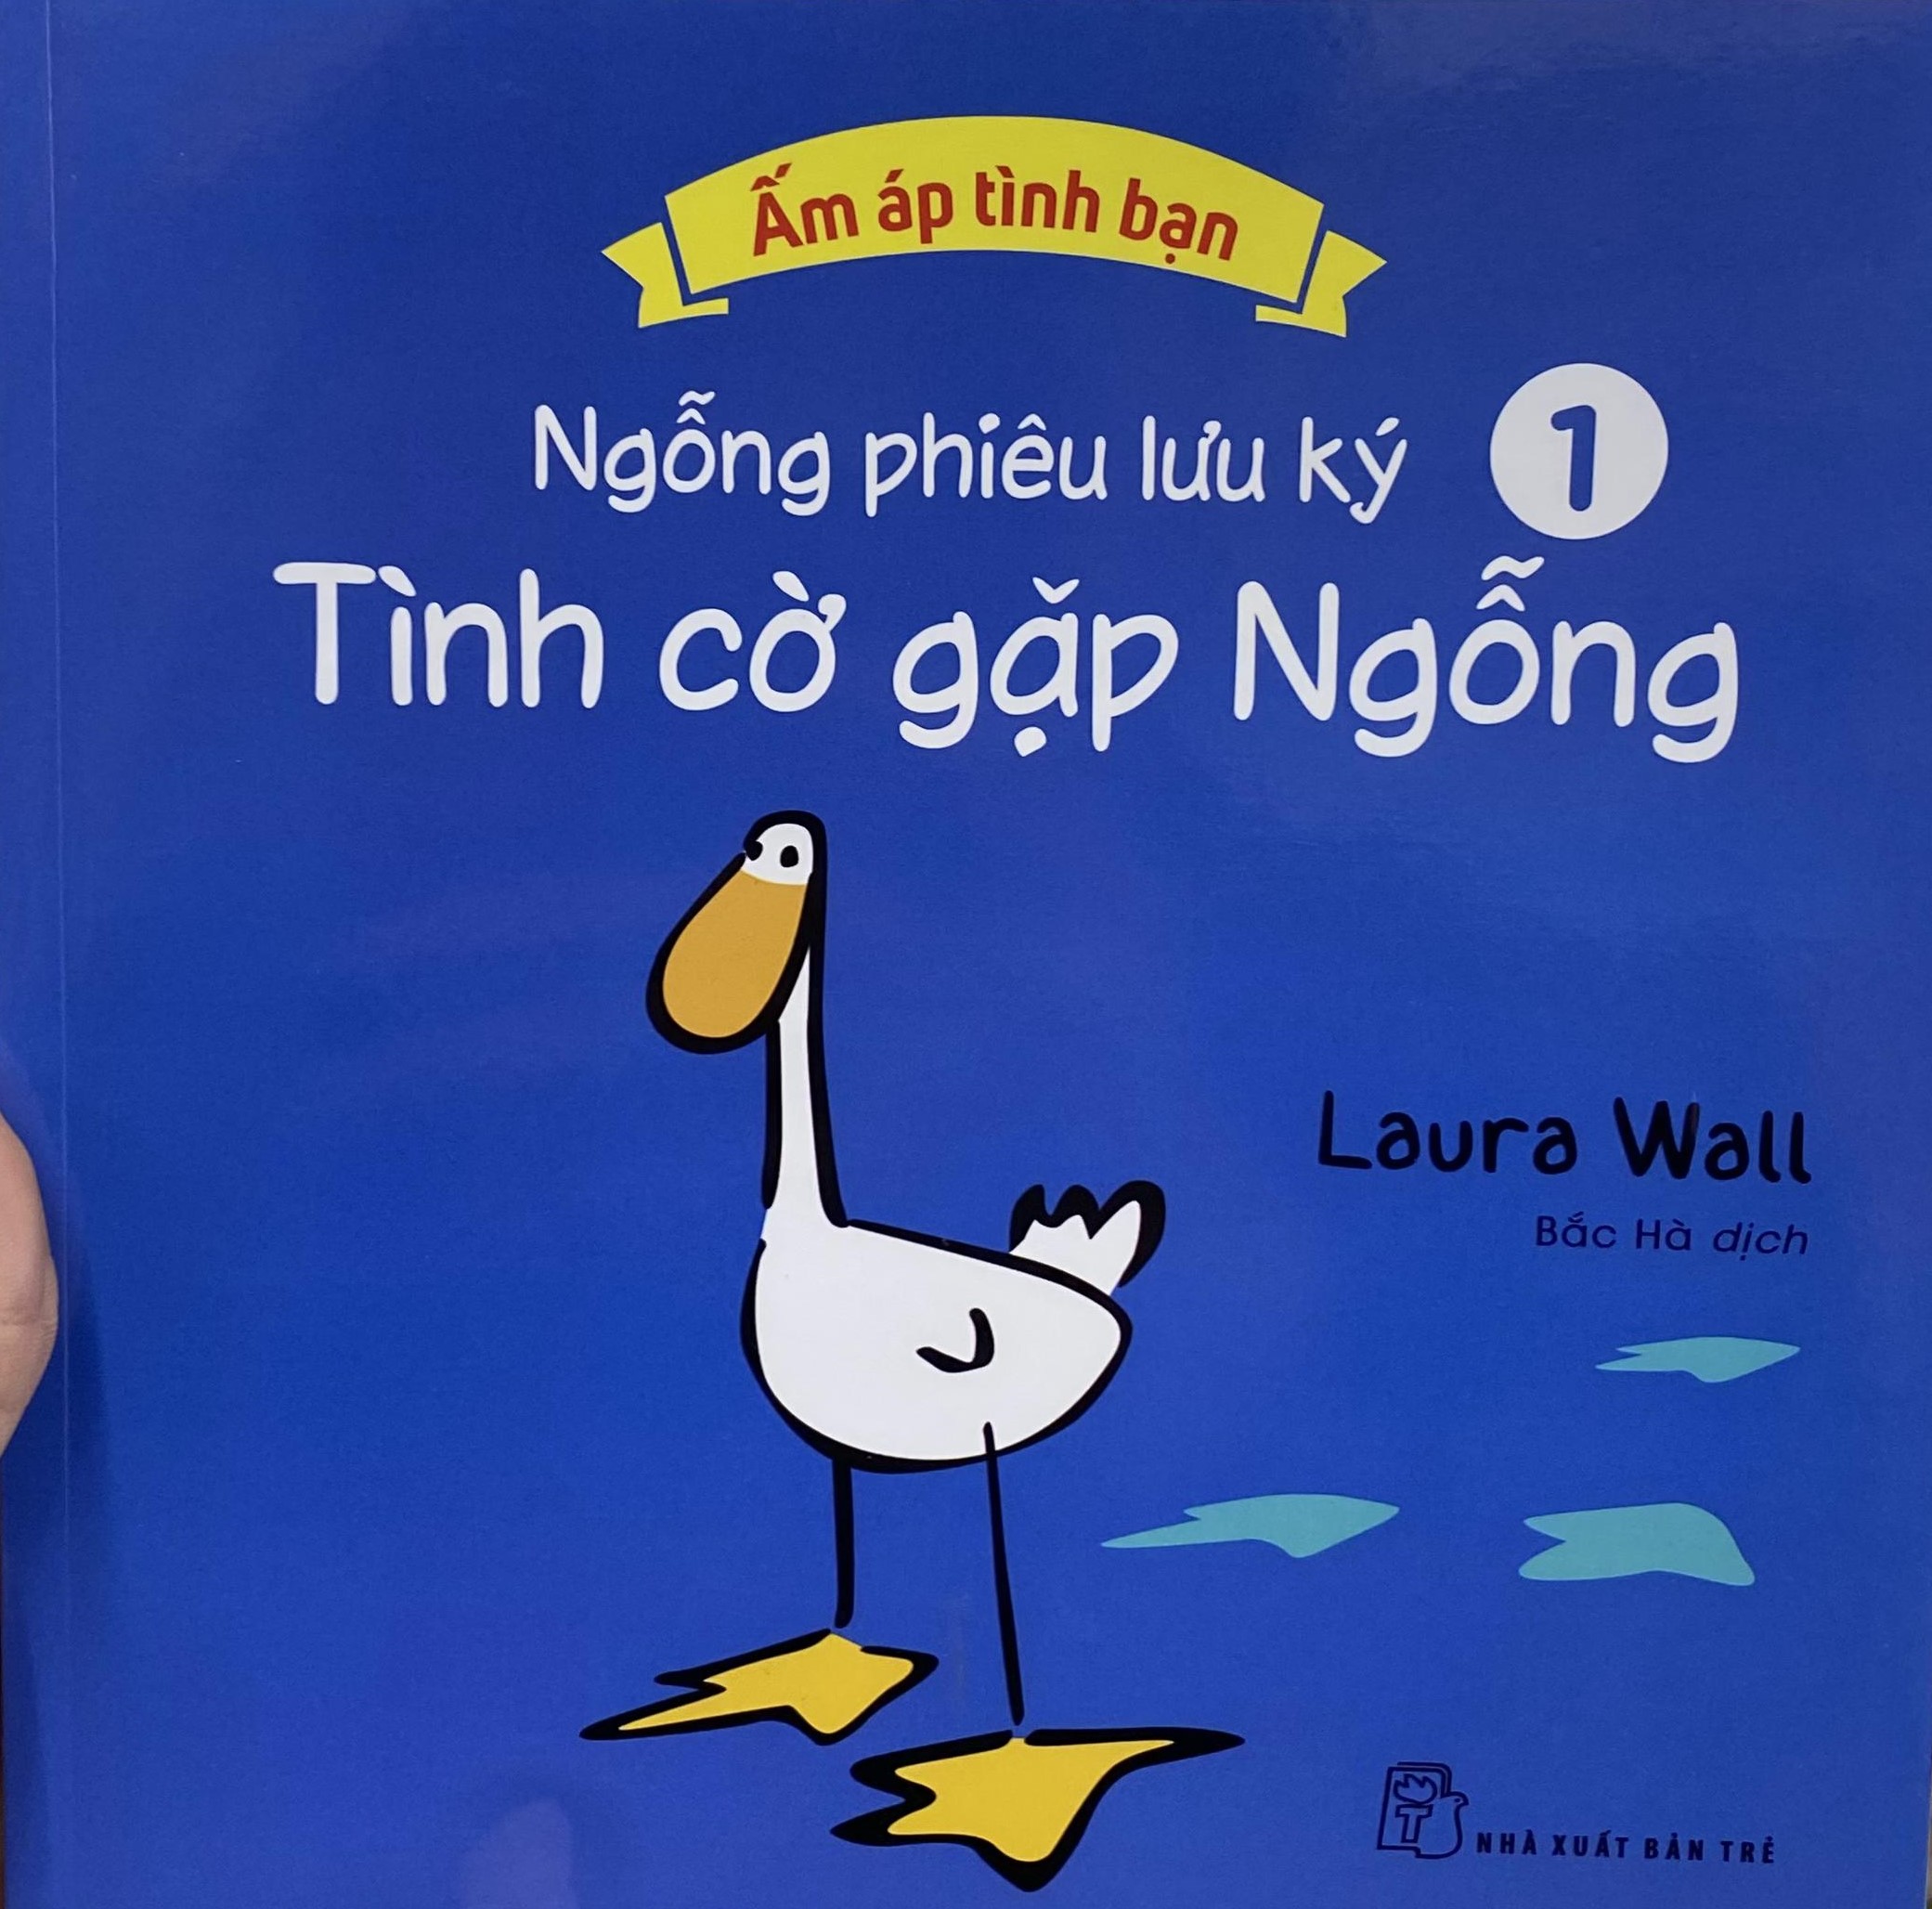 Ấm áp tình bạn
Ngỗng phiêu lưu ký 1
Tình cờ gặp Ngỗng
Laura Wall
Bắc Hà dịch
T NHÀ XUẤT BẢN TRẺ